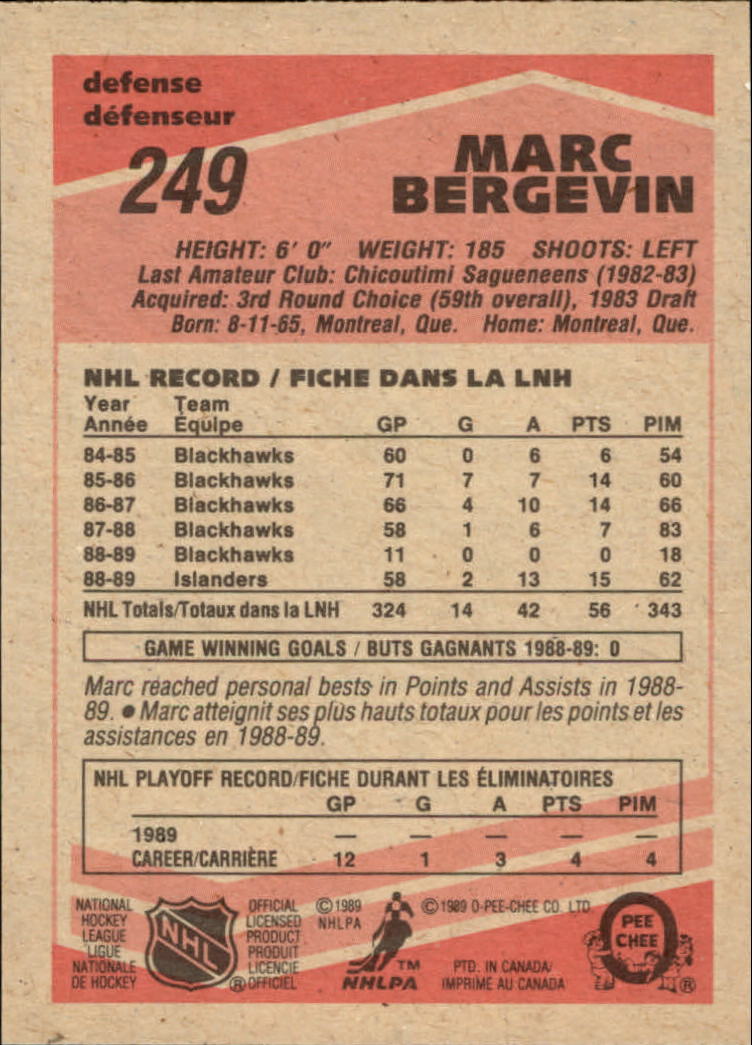 defense
défenseur
249
MARC
BERGEVIN
HEIGHT: 6' 0" WEIGHT: 185 SHOOTS: LEFT
Last Amateur Club: Chicoutimi Sagueneens (1982-83)
Acquired: 3rd Round Choice (59th overall), 1983 Draft
Born: 8-11-65, Montreal, Que. Home: Montreal, Que.
NHL RECORD / FICHE DANS LA LNH
Year Team
Année Équipe GP G A PTS PIM
84-85 Blackhawks 60 0 6 6 54
85-86 Blackhawks 71 7 7 14 60
86-87 Blackhawks 66 4 10 14 66
87-88 Blackhawks 58 1 6 7 83
88-89 Blackhawks 11 0 0 0 18
88-89 Islanders 58 2 13 15 62
NHL Totals/Totaux dans la LNH 324 14 42 56 343
GAME WINNING GOALS / BUTS GAGNANTS 1988-89: 0
Marc reached personal bests in Points and Assists in 1988-
89. ● Marc atteignit ses plus hauts totaux pour les points et les
assistances en 1988-89.
NHL PLAYOFF RECORD/FICHE DURANT LES ÉLIMINATOIRES
GP G A PTS PIM
1989 — — — — —
CAREER/CARRIÈRE 12 1 3 4 4
NATIONAL
HOCKEY
LEAGUE
LIGUE
NATIONALE
DE HOCKEY
NHL
®
OFFICIAL
LICENSED
PRODUCT
PRODUIT
LICENCIE
OFFICIEL
© 1989
NHLPA
TM
NHLPA
© 1989 O-PEE-CHEE CO. LTD.
PTD. IN CANADA/
IMPRIMÉ AU CANADA
O
PEE
CHEE
®